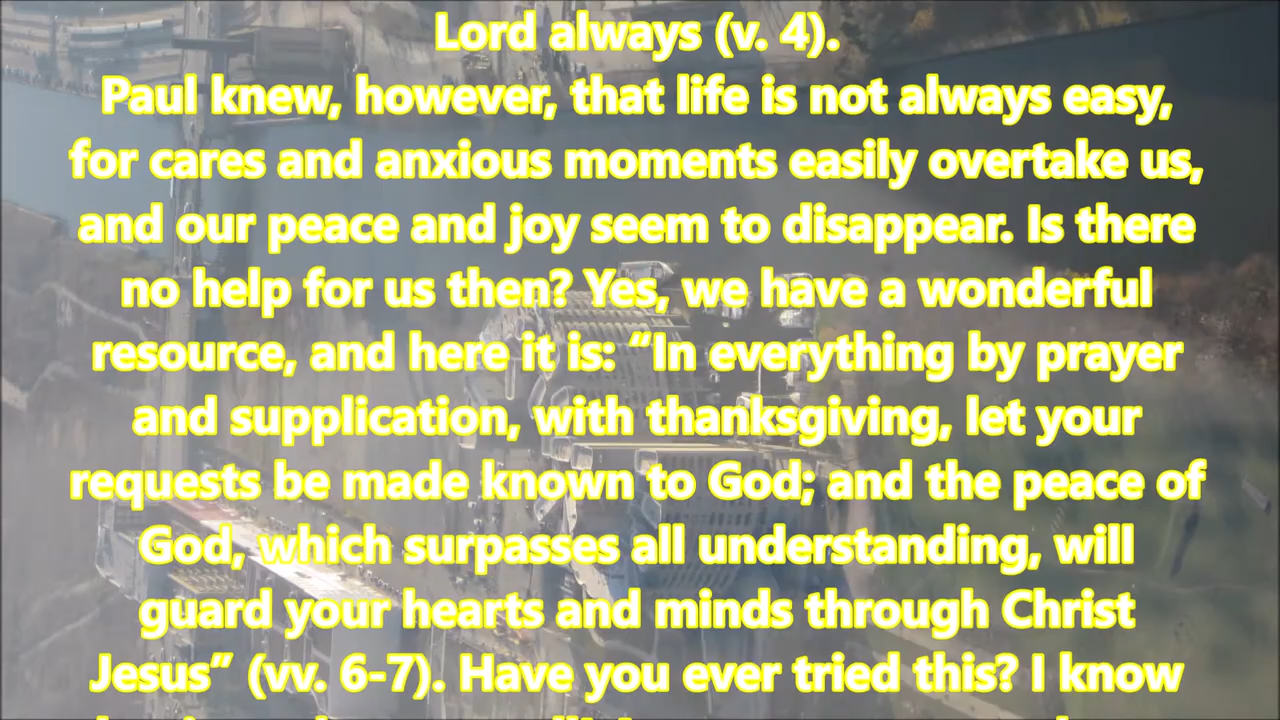 Lord always (v. 4).
Paul knew, however, that life is not always easy,
for cares and anxious moments easily overtake us,
and our peace and joy seem to disappear. Is there
no help for us then? Yes, we have a wonderful
resource, and here it is: “In everything by prayer
and supplication, with thanksgiving, let your
requests be made known to God; and the peace of
God, which surpasses all understanding, will
guard your hearts and minds through Christ
Jesus” (vv. 6-7). Have you ever tried this? I know